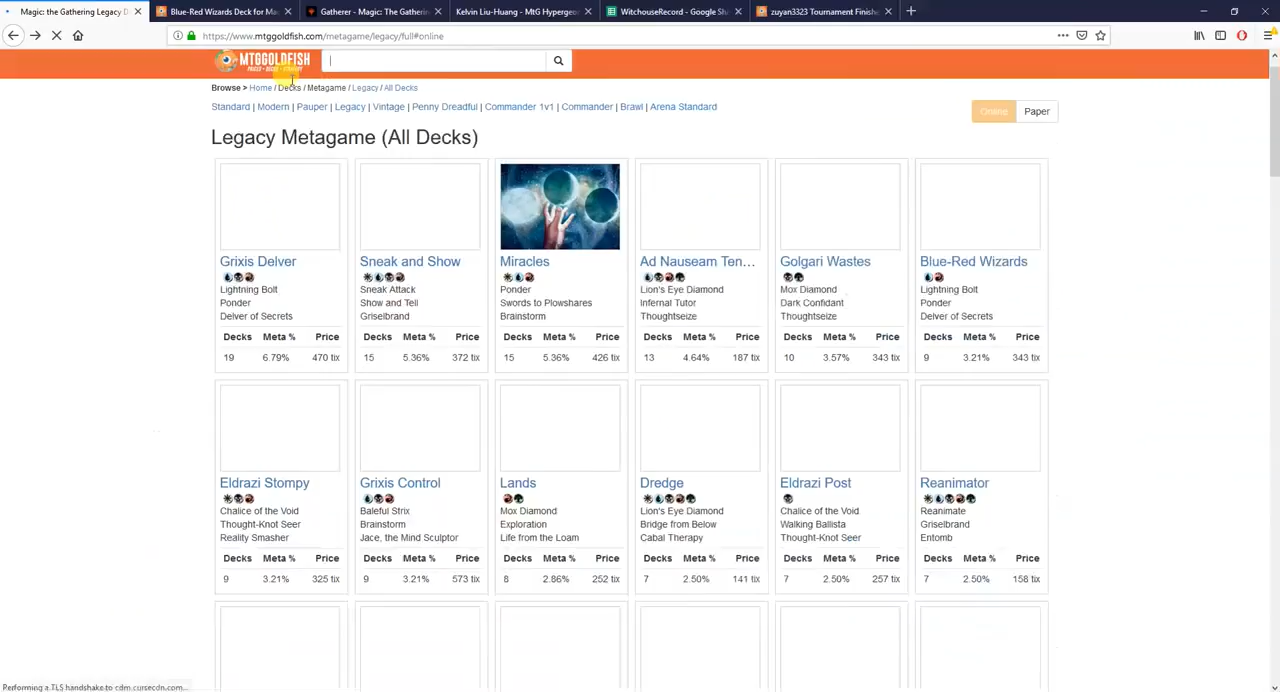 Magic: the Gathering Legacy D
Blue-Red Wizards Deck for Ma
Gatherer - Magic: The Gatherin
Kelvin Liu-Huang - MtG Hypergeo
WitchouseRecord - Google Sh
zuyan3323 Tournament Finishe
https://www.mtggoldfish.com/metagame/legacy/full#online
MTGGOLDFISH
Browse > Home / Decks / Metagame / Legacy / All Decks
Standard | Modern | Pauper | Legacy | Vintage | Penny Dreadful | Commander 1v1 | Commander | Brawl | Arena Standard
Online Paper
Legacy Metagame (All Decks)
Grixis Delver Sneak and Show Miracles Ad Nauseam Ten... Golgari Wastes Blue-Red Wizards
Lightning Bolt Sneak Attack Ponder Lion's Eye Diamond Mox Diamond Lightning Bolt
Ponder Show and Tell Swords to Plowshares Infernal Tutor Dark Confidant Ponder
Delver of Secrets Griselbrand Brainstorm Thoughtseize Thoughtseize Delver of Secrets
Decks Meta % Price Decks Meta % Price Decks Meta % Price Decks Meta % Price Decks Meta % Price Decks Meta % Price
19 6.79% 470 tix 15 5.36% 372 tix 15 5.36% 426 tix 13 4.64% 187 tix 10 3.57% 343 tix 9 3.21% 343 tix
Eldrazi Stompy Grixis Control Lands Dredge Eldrazi Post Reanimator
Chalice of the Void Baleful Strix Mox Diamond Lion's Eye Diamond Chalice of the Void Reanimate
Thought-Knot Seer Brainstorm Exploration Bridge from Below Walking Ballista Griselbrand
Reality Smasher Jace, the Mind Sculptor Life from the Loam Cabal Therapy Thought-Knot Seer Entomb
Decks Meta % Price Decks Meta % Price Decks Meta % Price Decks Meta % Price Decks Meta % Price Decks Meta % Price
9 3.21% 325 tix 9 3.21% 573 tix 8 2.86% 252 tix 7 2.50% 141 tix 7 2.50% 257 tix 7 2.50% 158 tix
Performing a TLS handshake to cdm.cursecdn.com...